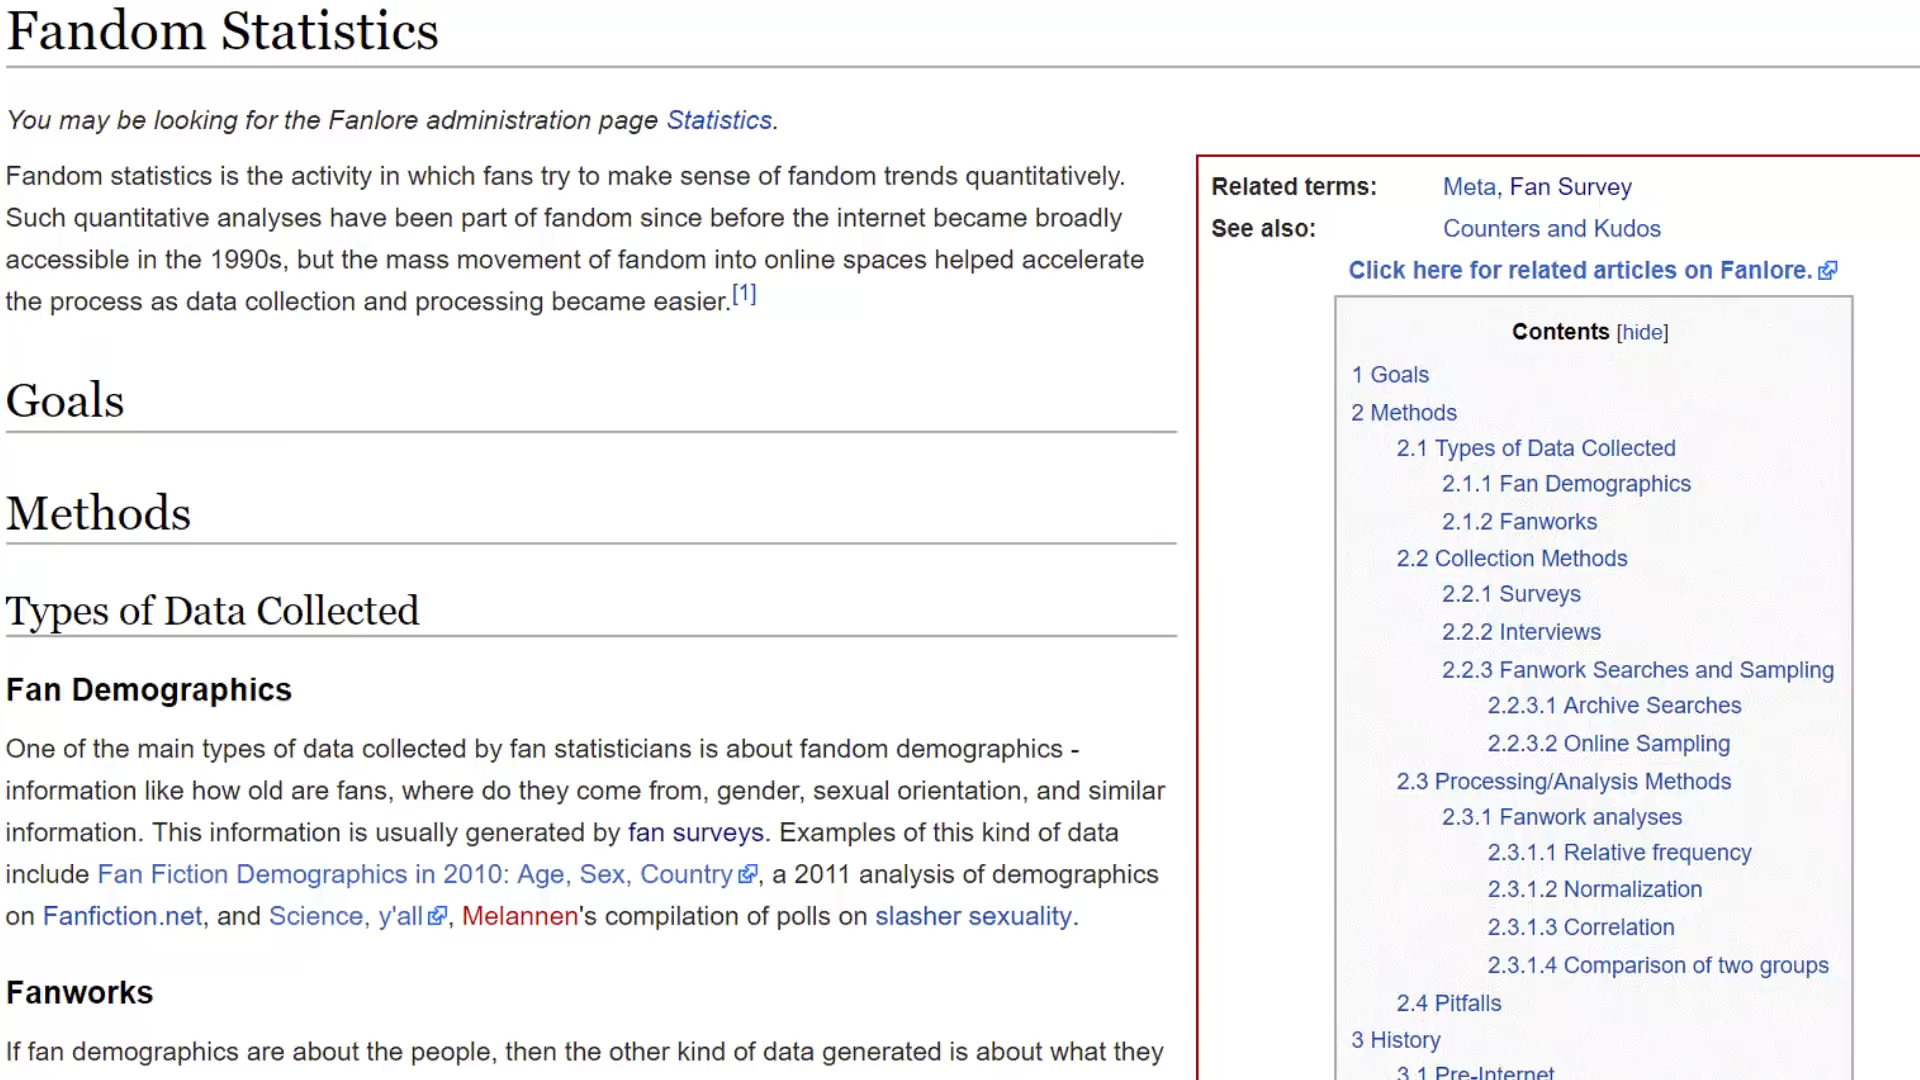 Fandom Statistics
You may be looking for the Fanlore administration page Statistics.
Fandom statistics is the activity in which fans try to make sense of fandom trends quantitatively.
Such quantitative analyses have been part of fandom since before the internet became broadly
accessible in the 1990s, but the mass movement of fandom into online spaces helped accelerate
the process as data collection and processing became easier.[1]
Goals
Methods
Types of Data Collected
Fan Demographics
One of the main types of data collected by fan statisticians is about fandom demographics -
information like how old are fans, where do they come from, gender, sexual orientation, and similar
information. This information is usually generated by fan surveys. Examples of this kind of data
include Fan Fiction Demographics in 2010: Age, Sex, Country, a 2011 analysis of demographics
on Fanfiction.net, and Science, y'all, Melannen's compilation of polls on slasher sexuality.
Fanworks
If fan demographics are about the people, then the other kind of data generated is about what they
Related terms: Meta, Fan Survey
See also: Counters and Kudos
Click here for related articles on Fanlore.
Contents [hide]
1 Goals
2 Methods
2.1 Types of Data Collected
2.1.1 Fan Demographics
2.1.2 Fanworks
2.2 Collection Methods
2.2.1 Surveys
2.2.2 Interviews
2.2.3 Fanwork Searches and Sampling
2.2.3.1 Archive Searches
2.2.3.2 Online Sampling
2.3 Processing/Analysis Methods
2.3.1 Fanwork analyses
2.3.1.1 Relative frequency
2.3.1.2 Normalization
2.3.1.3 Correlation
2.3.1.4 Comparison of two groups
2.4 Pitfalls
3 History
3.1 Pre-Internet